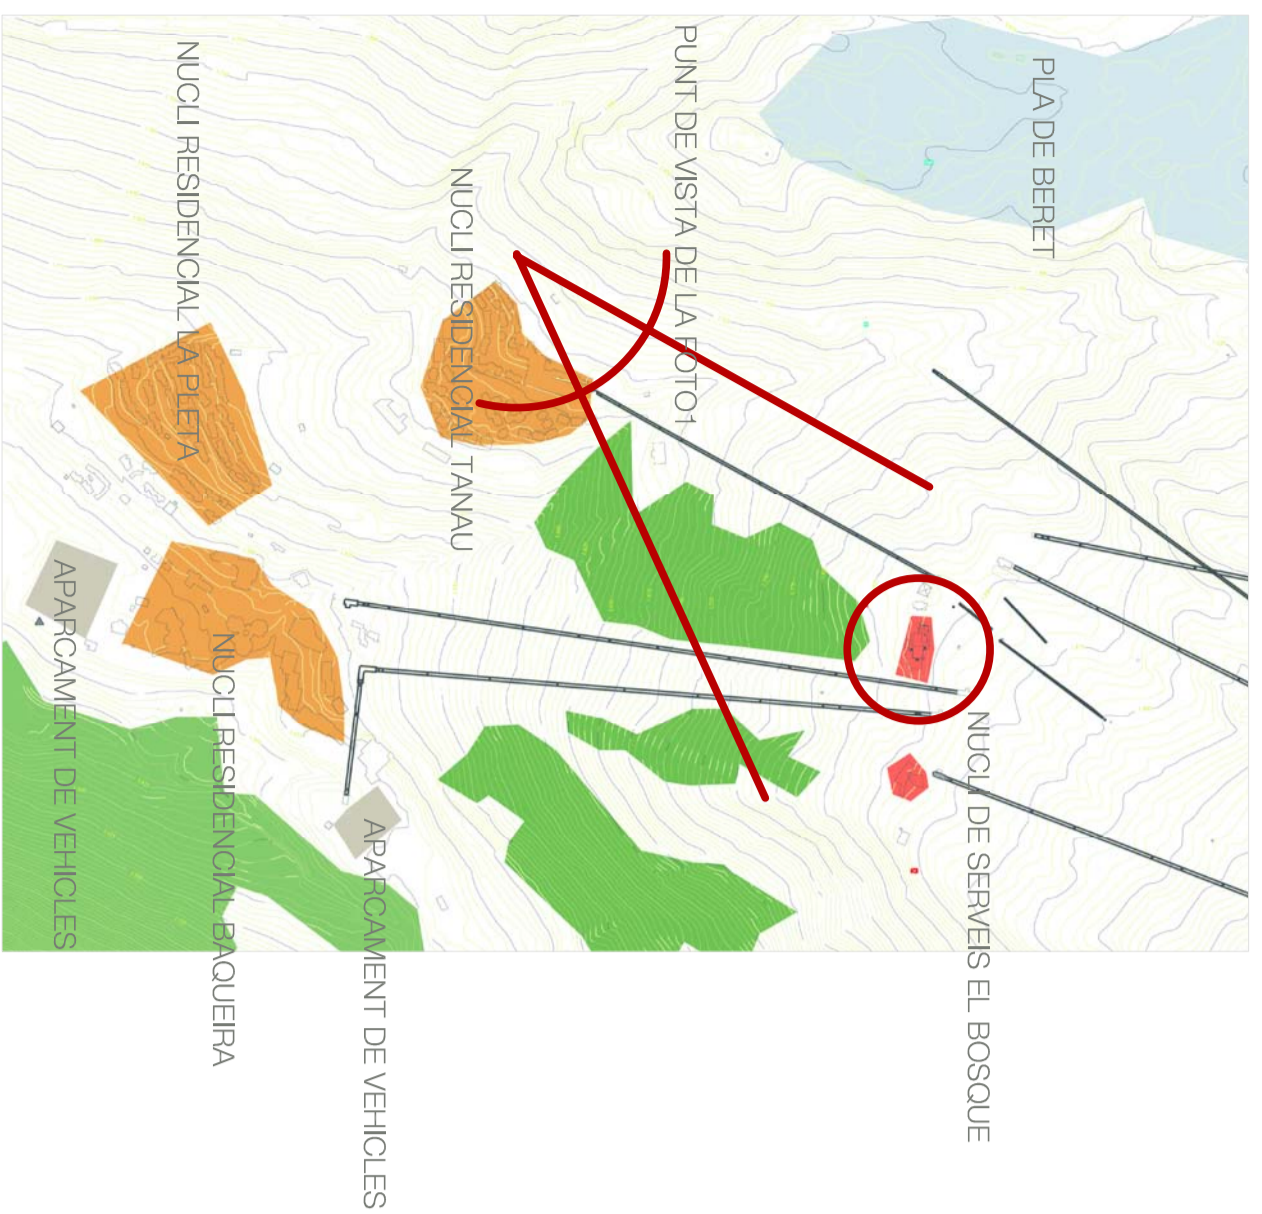 PLA DE BERET
NUCLI DE SERVEIS EL BOSQUE
PUNT DE VISTA DE LA FOTO1
NUCLI RESIDENCIAL TANAU
APARCAMENT DE VEHICLES
NUCLI RESIDENCIAL BAQUEIRA
NUCLI RESIDENCIAL LA PLETA
APARCAMENT DE VEHICLES